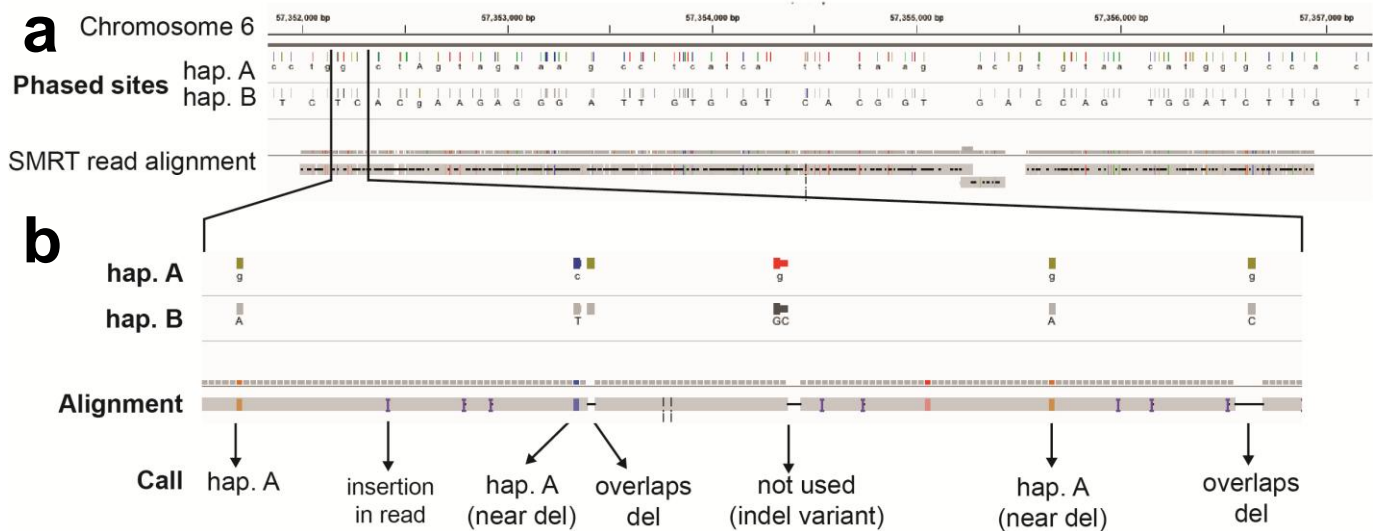 a
Chromosome 6
57,352,000 bp 57,353,000 bp 57,354,000 bp 57,355,000 bp 57,356,000 bp 57,357,000 bp
Phased sites
hap. A
c c t g g c t A g t a g a a a g c c t c a t c a t t t a a g a c g t g t a a c a t g g g c c a c
hap. B
T C T T C A C g A A G A G G G A T T G T G G T C A C G G T G A C C A G T G G A T C T T G T
SMRT read alignment
b
hap. A
g c g g g
hap. B
A T GC A C
Alignment
Call
hap. A
insertion
in read
hap. A
(near del)
overlaps
del
not used
(indel variant)
hap. A
(near del)
overlaps
del